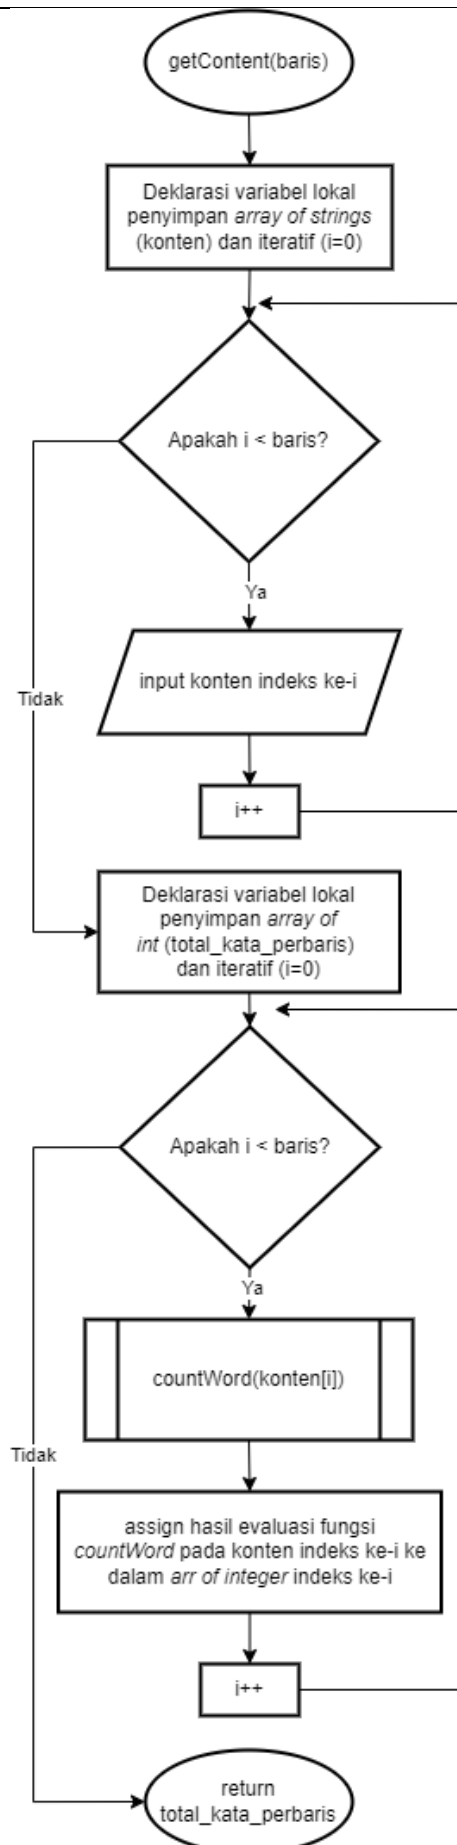 getContent(baris)
Deklarasi variabel lokal
penyimpan array of strings
(konten) dan iteratif (i=0)
Apakah i < baris?
Ya
input konten indeks ke-i
Tidak
i++
Deklarasi variabel lokal
penyimpan array of
int (total_kata_perbaris)
dan iteratif (i=0)
Apakah i < baris?
Ya
countWord(konten[i])
Tidak
assign hasil evaluasi fungsi
countWord pada konten indeks ke-i ke
dalam arr of integer indeks ke-i
i++
return
total_kata_perbaris